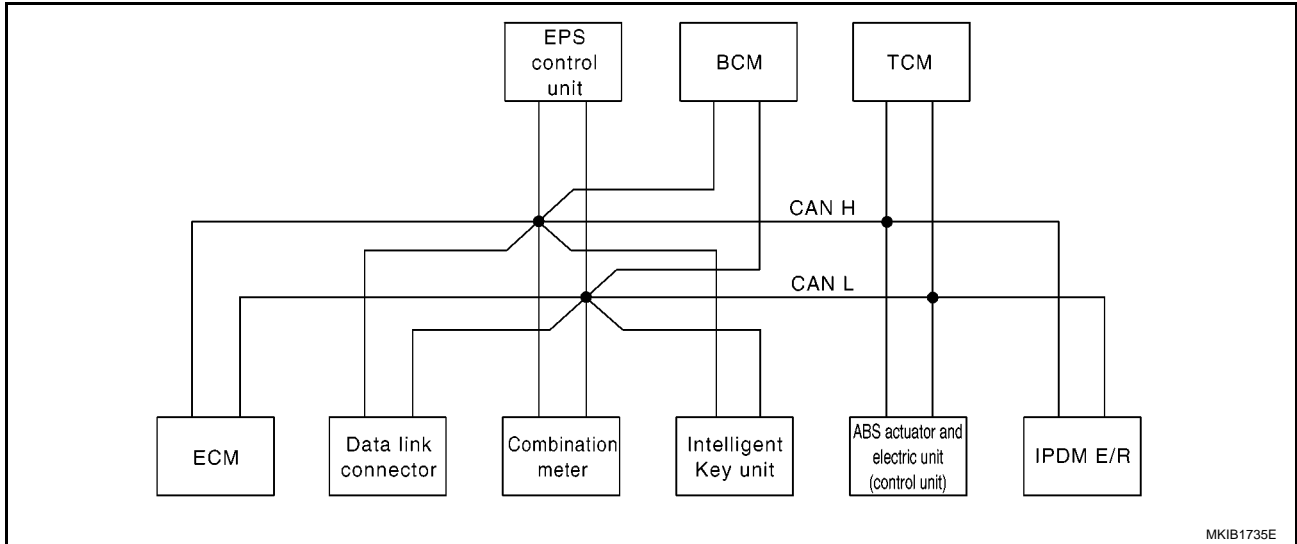 EPS
control
unit
BCM
TCM
CAN H
CAN L
ECM
Data link
connector
Combination
meter
Intelligent
Key unit
ABS actuator and
electric unit
(control unit)
IPDM E/R
MKIB1735E